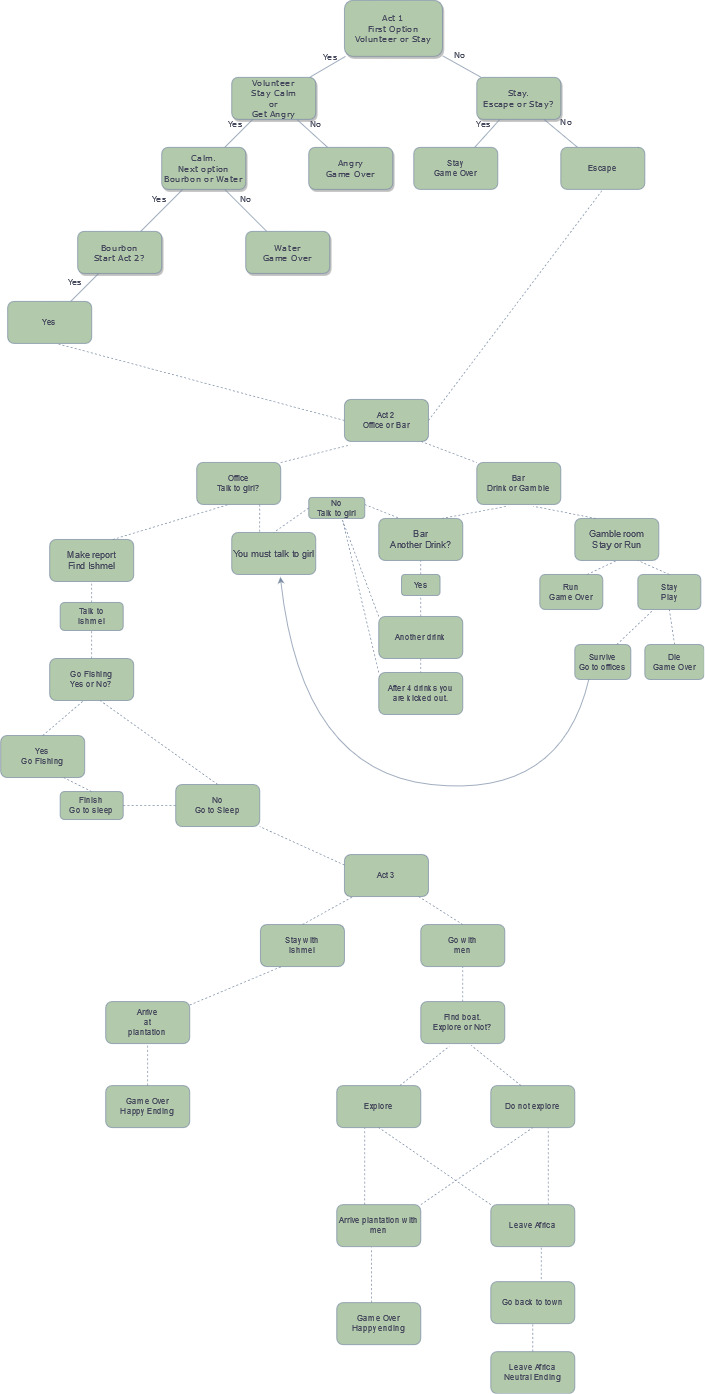 Act 1
First Option
Volunteer or Stay
Yes
No
Volunteer
Stay Calm
or
Get Angry
Stay.
Escape or Stay?
Yes
No
Yes
No
Calm.
Next option
Bourbon or Water
Angry
Game Over
Stay
Game Over
Escape
Yes
No
Bourbon
Start Act 2?
Water
Game Over
Yes
Yes
Act 2
Office or Bar
Office
Talk to girl?
Bar
Drink or Gamble
No
Talk to girl
Make report
Find Ishmel
You must talk to girl
Bar
Another Drink?
Gamble room
Stay or Run
Yes
Run
Game Over
Stay
Play
Talk to
Ishmel
Another drink
Go Fishing
Yes or No?
Survive
Go to offices
Die
Game Over
After 4 drinks you
are kicked out.
Yes
Go Fishing
Finish
Go to sleep
No
Go to Sleep
Act 3
Stay with
Ishmel
Go with
men
Arrive
at
plantation
Find boat.
Explore or Not?
Game Over
Happy Ending
Explore
Do not explore
Arrive plantation with
men
Leave Africa
Go back to town
Game Over
Happy ending
Leave Africa
Neutral Ending